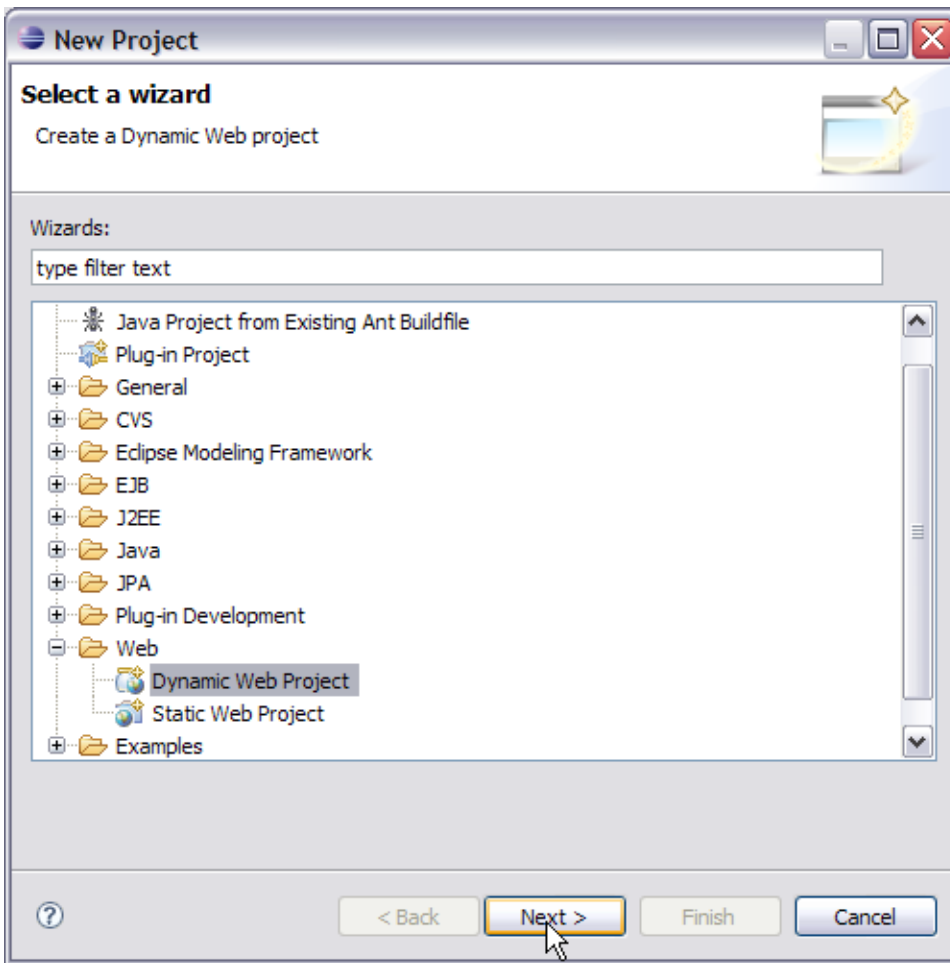 New Project
Select a wizard
Create a Dynamic Web project
Wizards:
type filter text
Java Project from Existing Ant Buildfile
Plug-in Project
General
CVS
Eclipse Modeling Framework
EJB
J2EE
Java
JPA
Plug-in Development
Web
Dynamic Web Project
Static Web Project
Examples
< Back Next > Finish Cancel